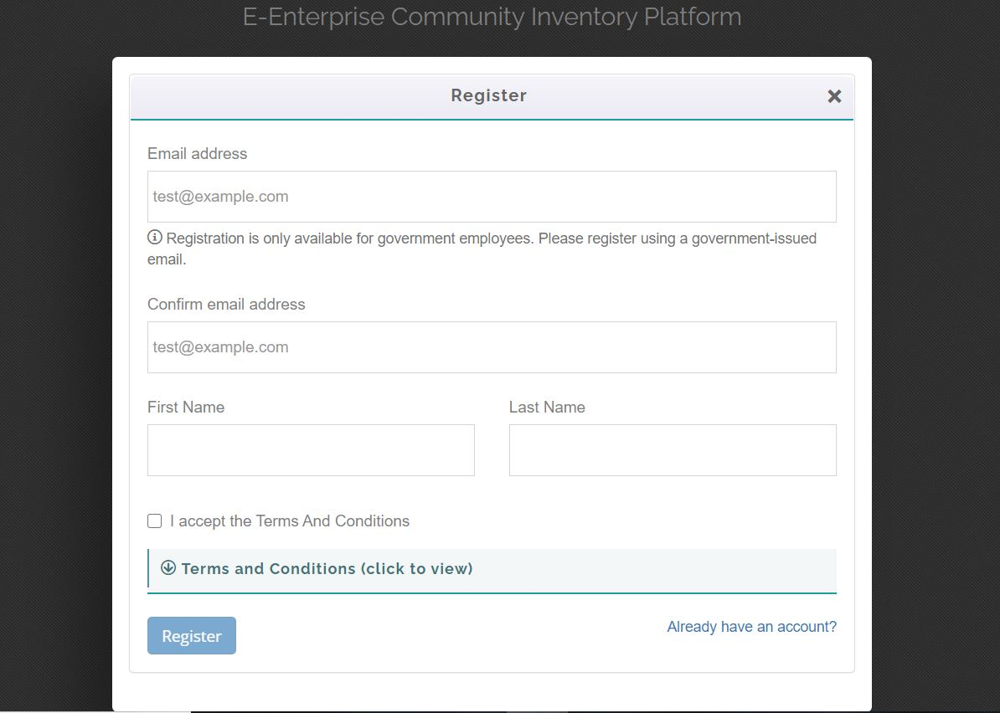 E-Enterprise Community Inventory Platform
Register
Email address
test@example.com
Registration is only available for government employees. Please register using a government-issued
email.
Confirm email address
test@example.com
First Name
Last Name
I accept the Terms And Conditions
Terms and Conditions (click to view)
Register
Already have an account?